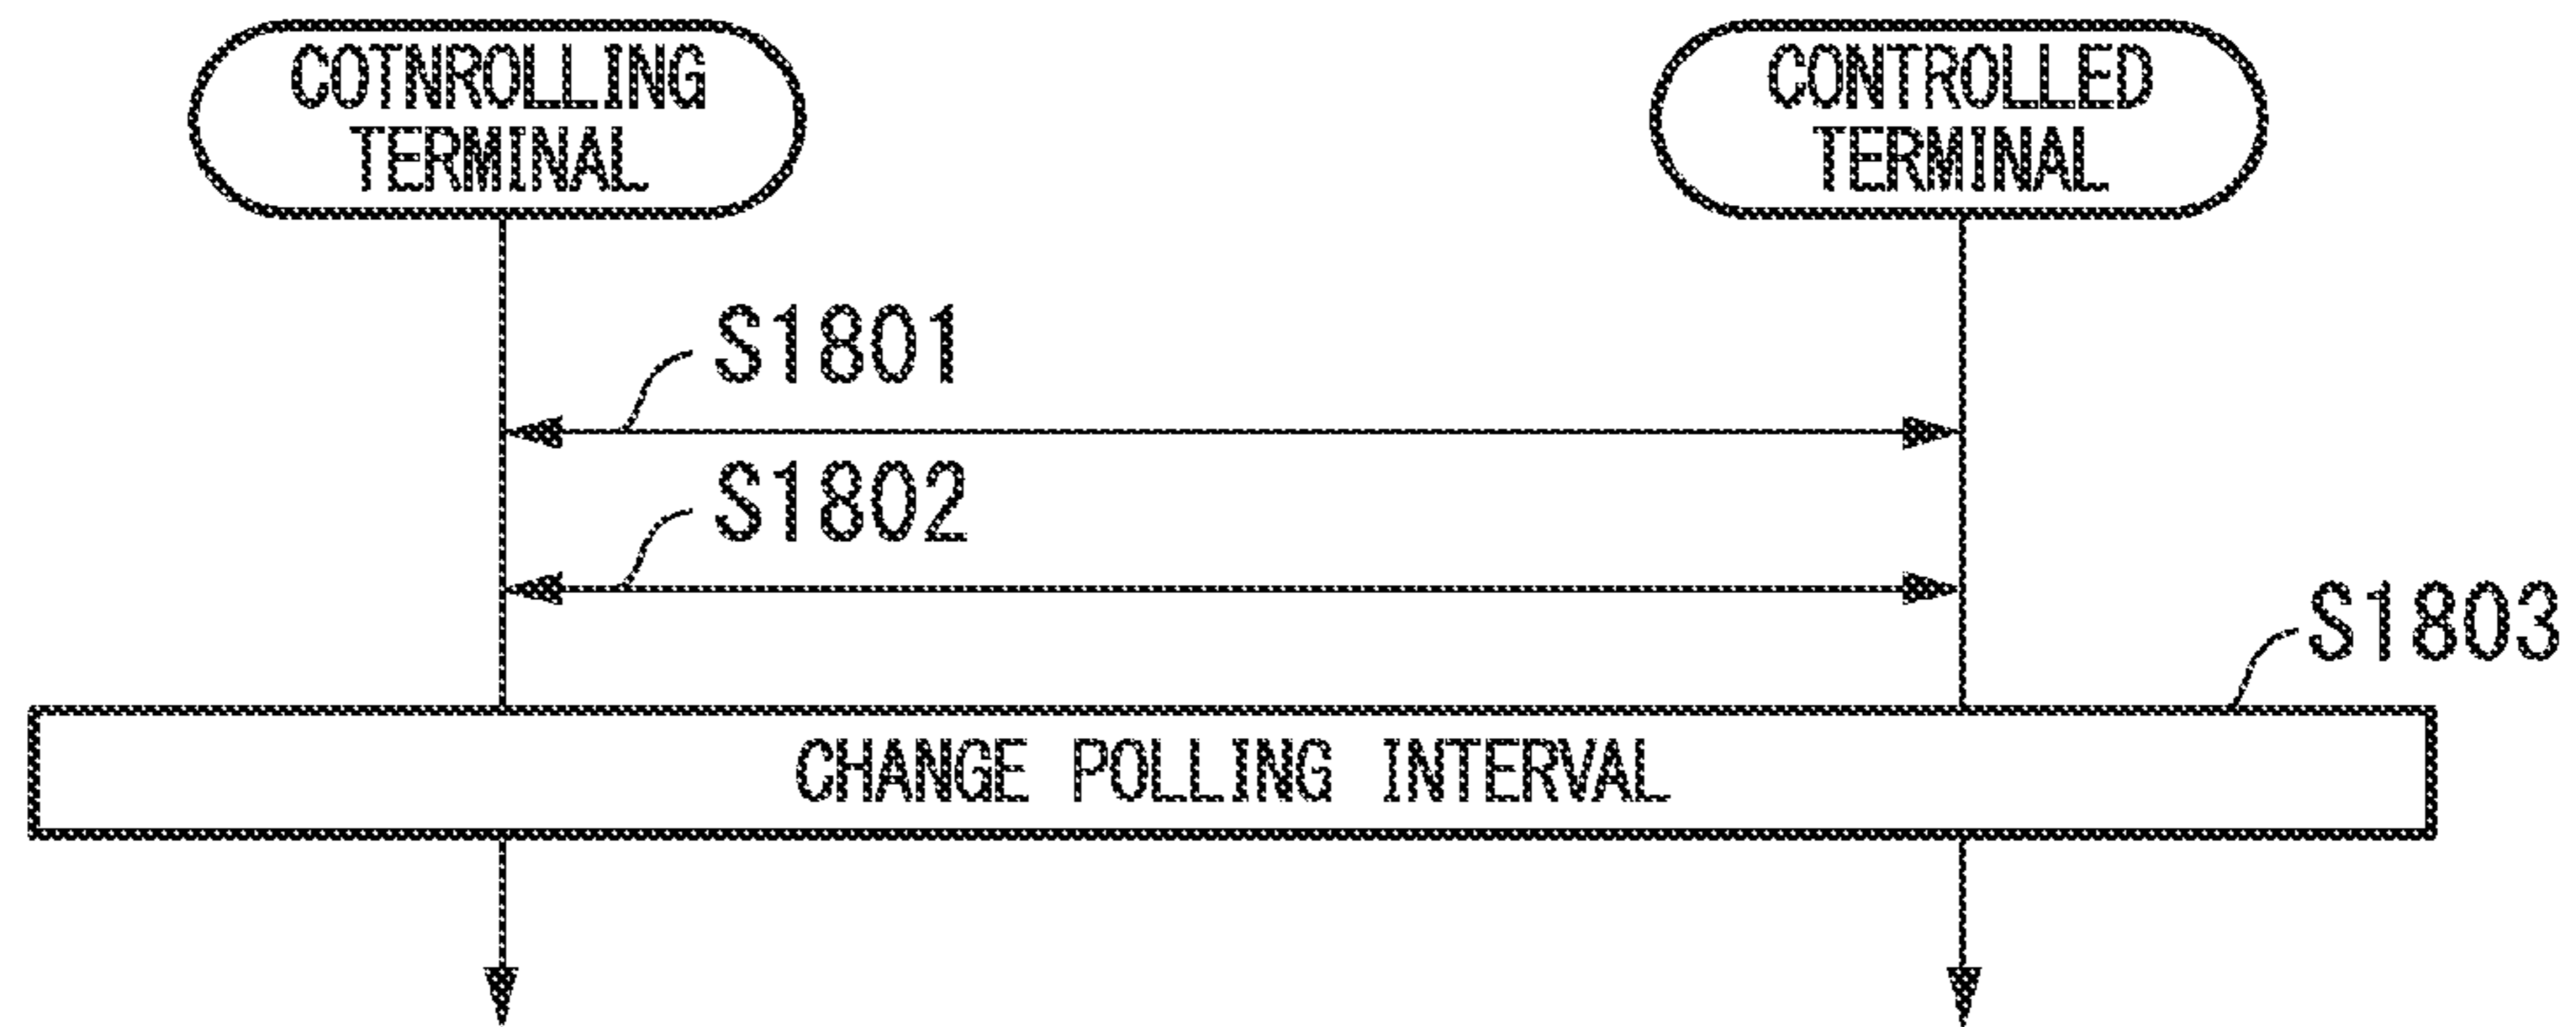 COTNROLLING
TERMINAL
CONTROLLED
TERMINAL
S1801
S1802
S1803
CHANGE POLLING INTERVAL